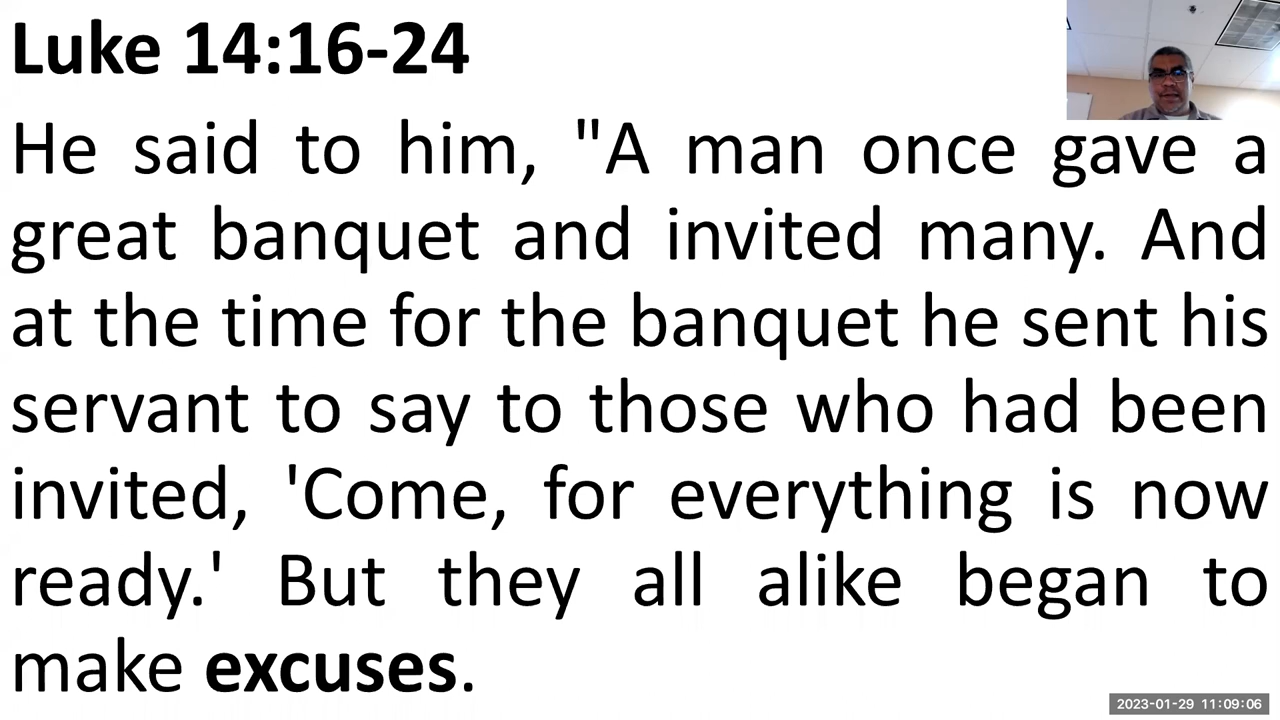 Luke 14:16-24
He said to him, "A man once gave a
great banquet and invited many. And
at the time for the banquet he sent his
servant to say to those who had been
invited, 'Come, for everything is now
ready.' But they all alike began to
make excuses.
2023-01-29 11:09:06